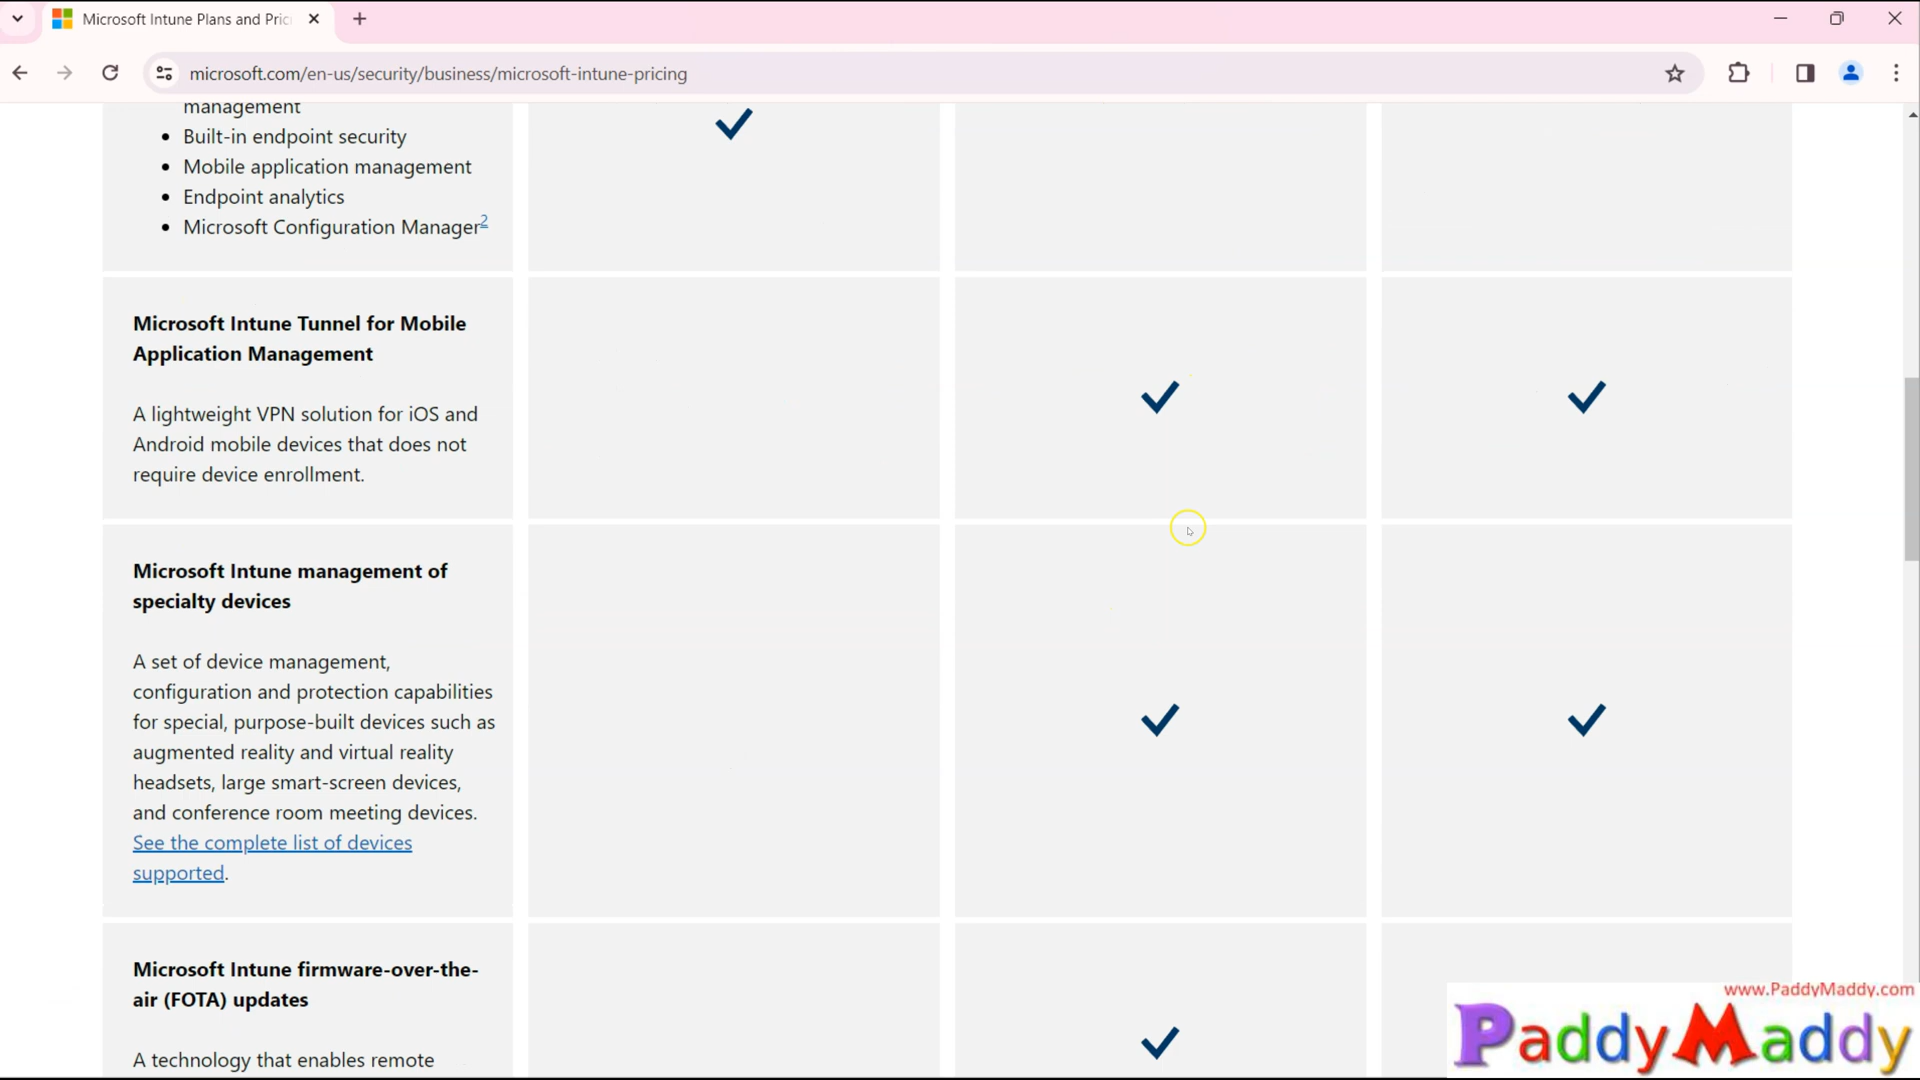 Microsoft Intune Plans and Pric
microsoft.com/en-us/security/business/microsoft-intune-pricing
management
• Built-in endpoint security
• Mobile application management
• Endpoint analytics
• Microsoft Configuration Manager2
Microsoft Intune Tunnel for Mobile
Application Management
A lightweight VPN solution for iOS and
Android mobile devices that does not
require device enrollment.
Microsoft Intune management of
specialty devices
A set of device management,
configuration and protection capabilities
for special, purpose-built devices such as
augmented reality and virtual reality
headsets, large smart-screen devices,
and conference room meeting devices.
See the complete list of devices
supported.
Microsoft Intune firmware-over-the-
air (FOTA) updates
A technology that enables remote
www.PaddyMaddy.com
PaddyMaddy